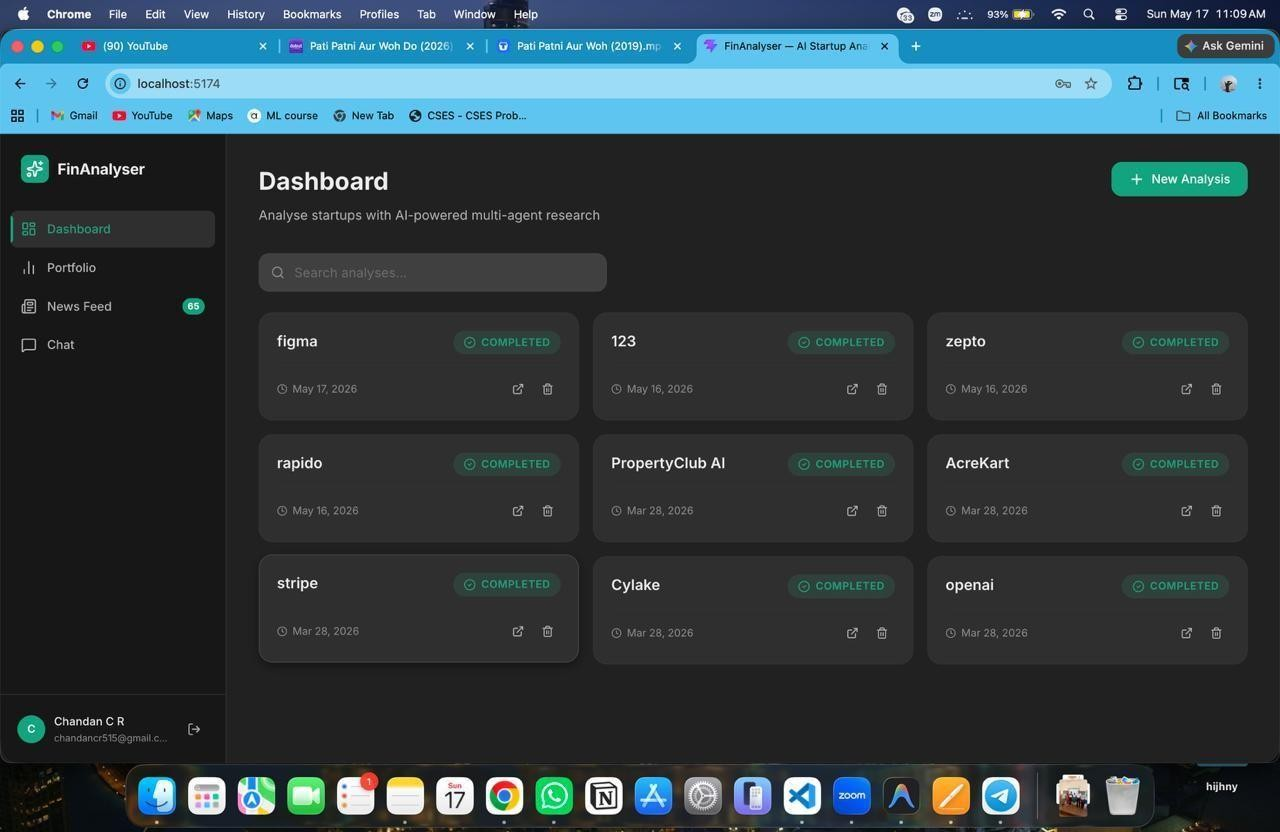 Chrome File Edit View History Bookmarks Profiles Tab Window Help
33 zm 93% Sun May 17 11:09 AM
(90) YouTube
Pati Patni Aur Woh Do (2026)
Pati Patni Aur Woh (2019).mp
FinAnalyser — AI Startup Ana
Ask Gemini
localhost:5174
Gmail YouTube Maps ML course New Tab CSES - CSES Prob... All Bookmarks
FinAnalyser
Dashboard
Portfolio
News Feed 65
Chat
Chandan C R
chandancr515@gmail.c...
Dashboard
New Analysis
Analyse startups with AI-powered multi-agent research
Search analyses...
figma COMPLETED
May 17, 2026
123 COMPLETED
May 16, 2026
zepto COMPLETED
May 16, 2026
rapido COMPLETED
May 16, 2026
PropertyClub AI COMPLETED
Mar 28, 2026
AcreKart COMPLETED
Mar 28, 2026
stripe COMPLETED
Mar 28, 2026
Cylake COMPLETED
Mar 28, 2026
openai COMPLETED
Mar 28, 2026
1
Sun
17
zoom
hijhny